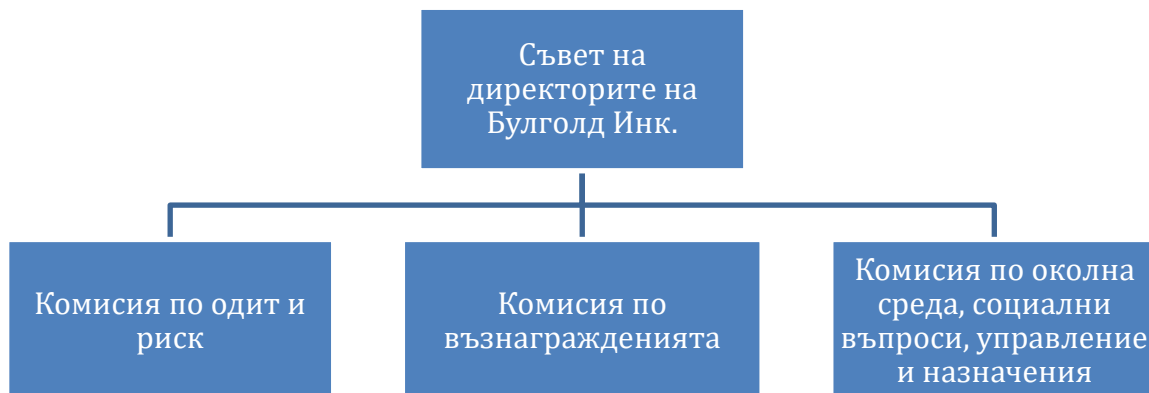 Съвет на
директорите на
Булголд Инк.
Комисия по одит и
риск
Комисия по
възнагражденията
Комисия по околна
среда, социални
въпроси, управление
и назначения